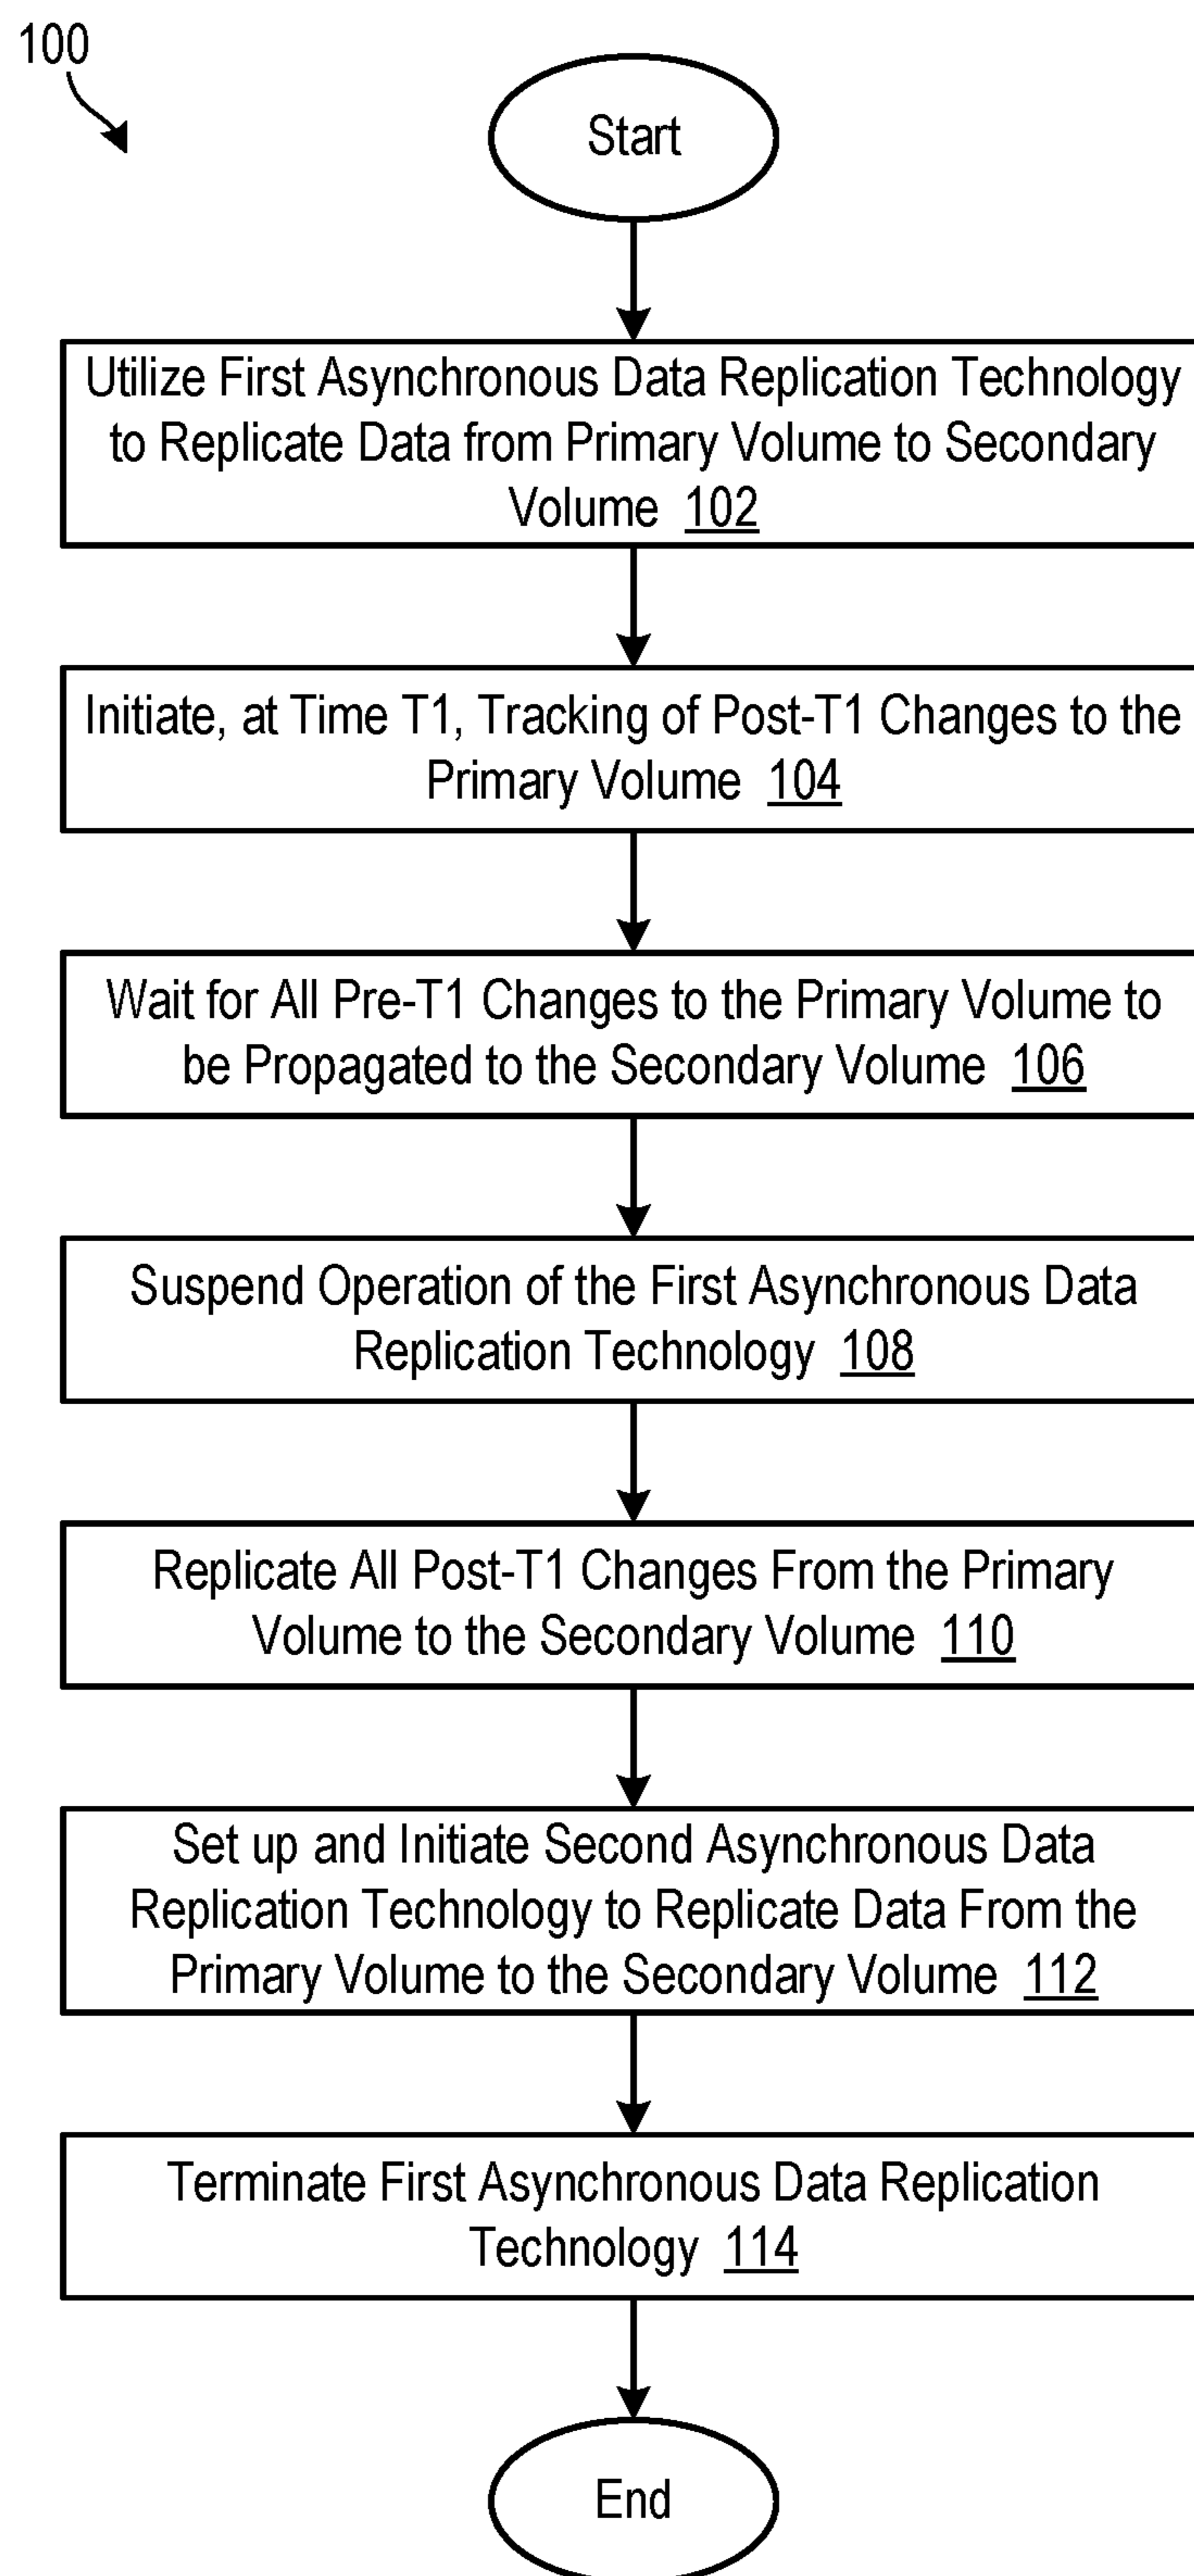 100
Start
Utilize First Asynchronous Data Replication Technology
to Replicate Data from Primary Volume to Secondary
Volume 102
Initiate, at Time T1, Tracking of Post-T1 Changes to the
Primary Volume 104
Wait for All Pre-T1 Changes to the Primary Volume to
be Propagated to the Secondary Volume 106
Suspend Operation of the First Asynchronous Data
Replication Technology 108
Replicate All Post-T1 Changes From the Primary
Volume to the Secondary Volume 110
Set up and Initiate Second Asynchronous Data
Replication Technology to Replicate Data From the
Primary Volume to the Secondary Volume 112
Terminate First Asynchronous Data Replication
Technology 114
End